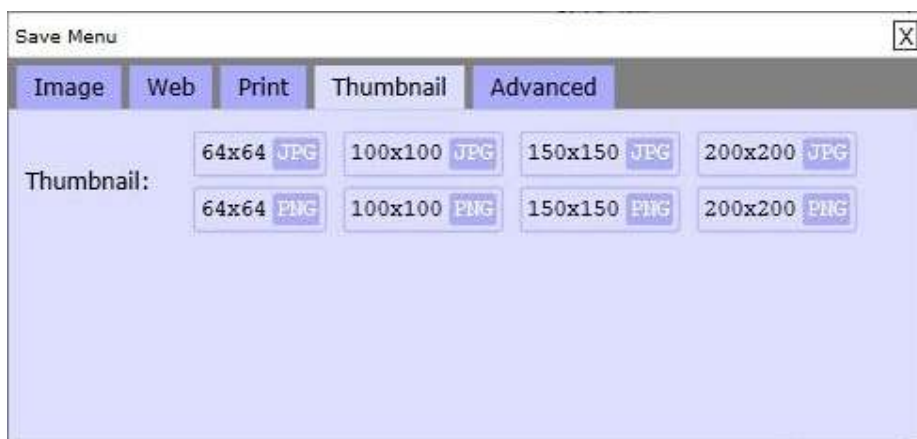 Save Menu X
Image Web Print Thumbnail Advanced
64x64 JPG 100x100 JPG 150x150 JPG 200x200 JPG
Thumbnail:
64x64 PNG 100x100 PNG 150x150 PNG 200x200 PNG